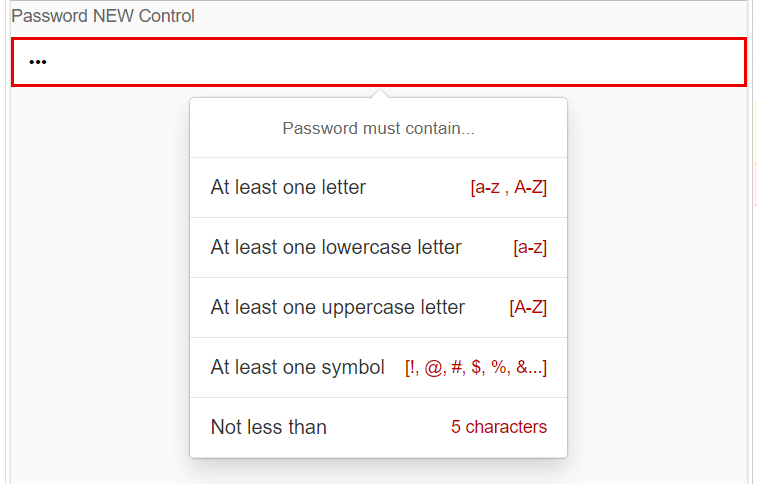 Password NEW Control
•••
Password must contain...
At least one letter [a-z , A-Z]
At least one lowercase letter [a-z]
At least one uppercase letter [A-Z]
At least one symbol [!, @, #, $, %, &...]
Not less than 5 characters